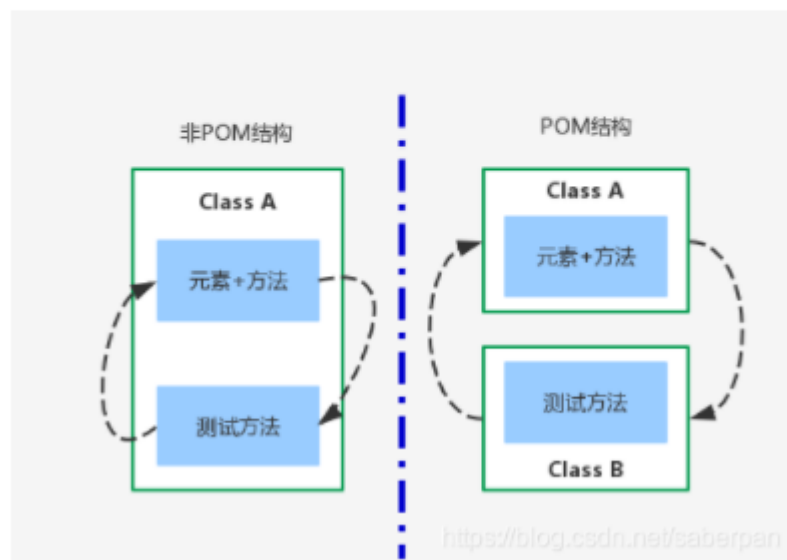 非POM结构
Class A
元素+方法
测试方法
POM结构
Class A
元素+方法
测试方法
Class B
https://blog.csdn.net/saberpan